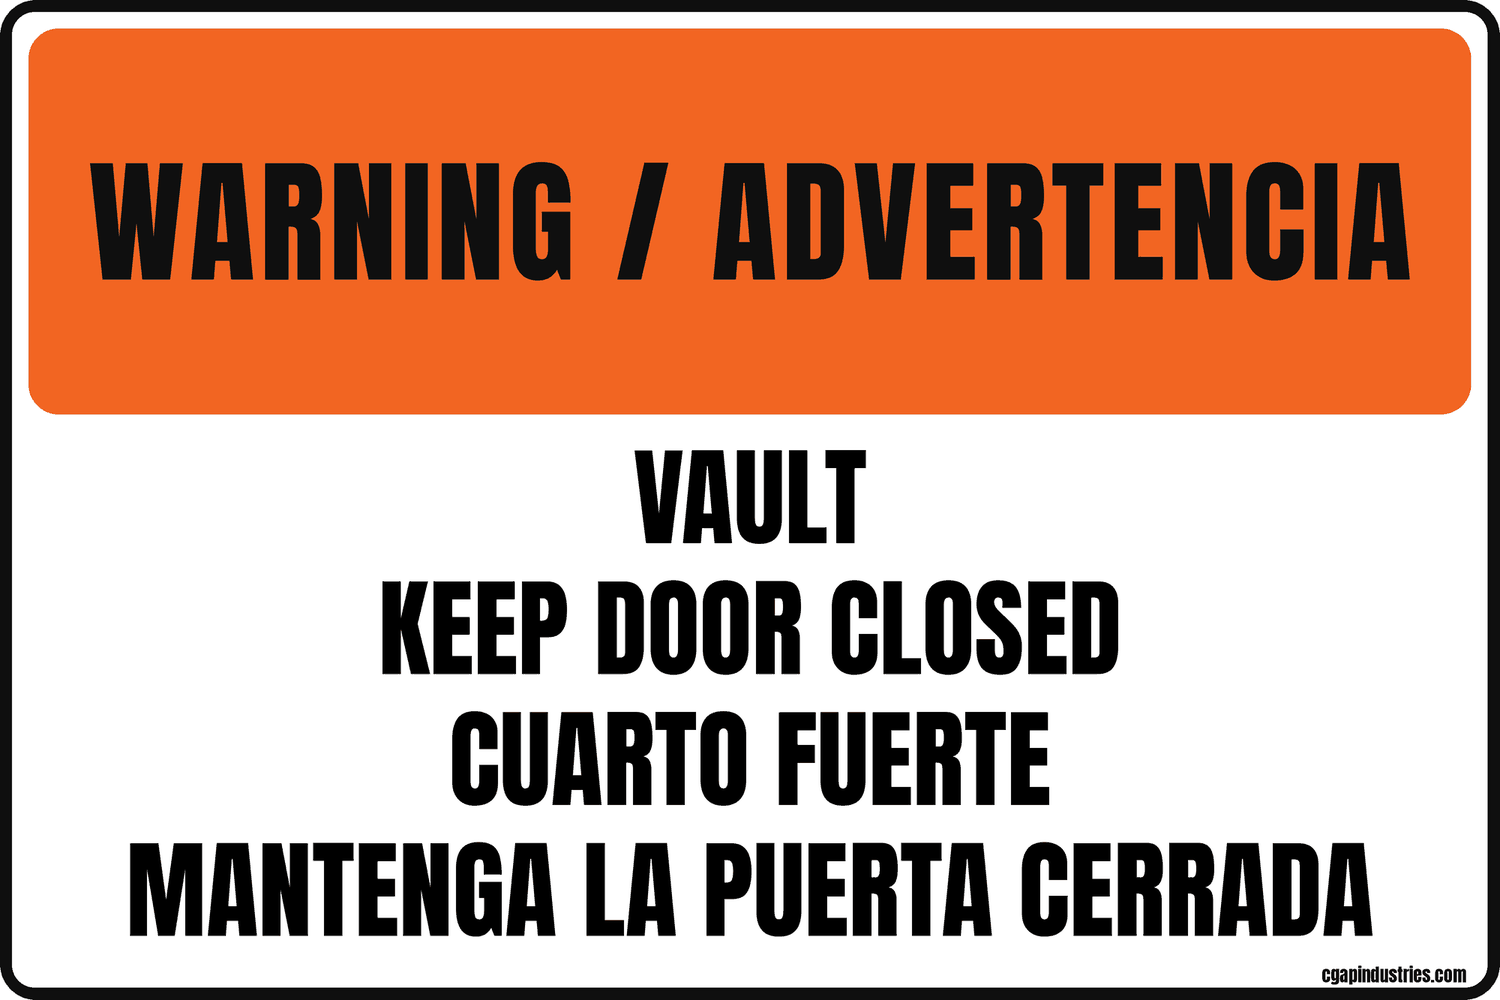 WARNING / ADVERTENCIA
VAULT
KEEP DOOR CLOSED
CUARTO FUERTE
MANTENGA LA PUERTA CERRADA
cgapindustries.com